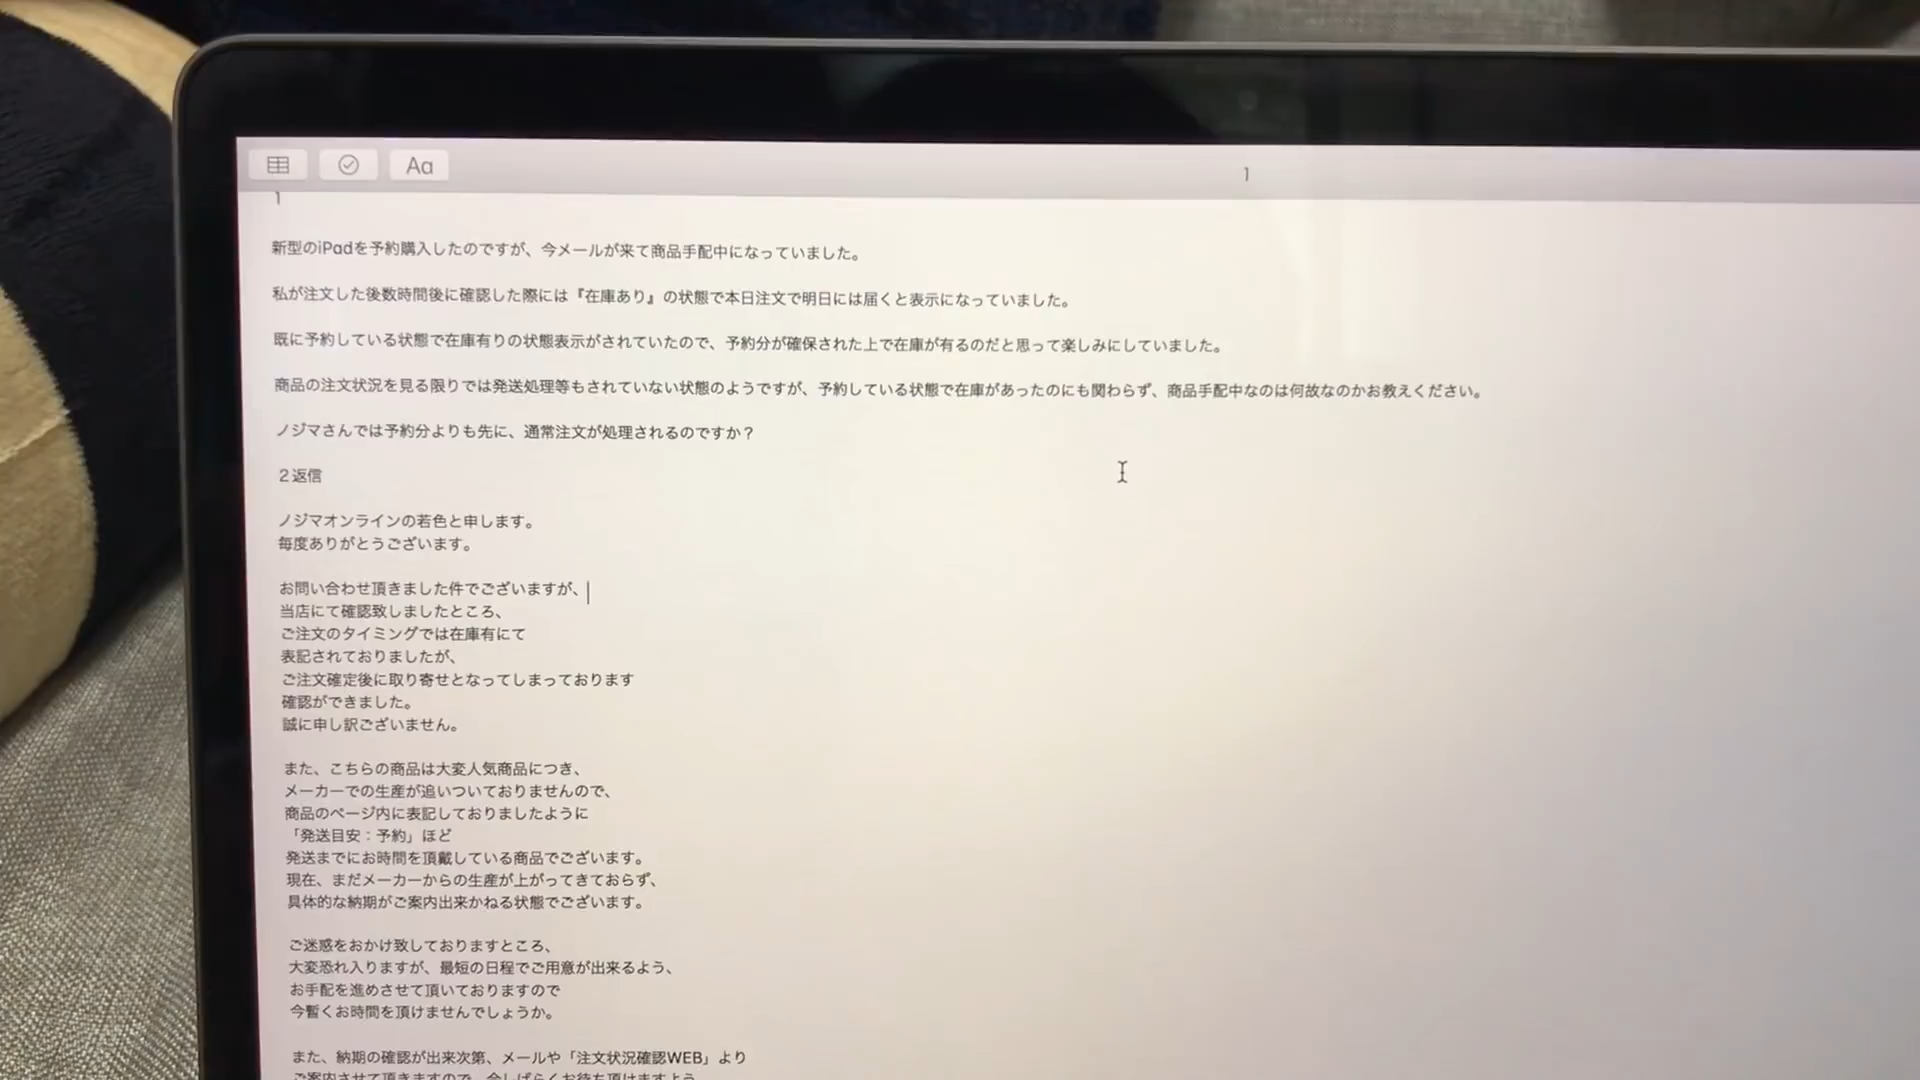 Aa
1
1
新型のiPadを予約購入したのですが、今メールが来て商品手配中になっていました。
私が注文した後数時間後に確認した際には『在庫あり』の状態で本日注文で明日には届くと表示になっていました。
既に予約している状態で在庫有りの状態表示がされていたので、予約分が確保された上で在庫が有るのだと思って楽しみにしていました。
商品の注文状況を見る限りでは発送処理等もされていない状態のようですが、予約している状態で在庫があったのにも関わらず、商品手配中なのは何故なのかお教えください。
ノジマさんでは予約分よりも先に、通常注文が処理されるのですか？
２返信
ノジマオンラインの若色と申します。
毎度ありがとうございます。
お問い合わせ頂きました件でございますが、
当店にて確認致しましたところ、
ご注文のタイミングでは在庫有にて
表記されておりましたが、
ご注文確定後に取り寄せとなってしまっております
確認ができました。
誠に申し訳ございません。
また、こちらの商品は大変人気商品につき、
メーカーでの生産が追いついておりませんので、
商品のページ内に表記しておりましたように
「発送目安：予約」ほど
発送までにお時間を頂戴している商品でございます。
現在、まだメーカーからの生産が上がってきておらず、
具体的な納期がご案内出来かねる状態でございます。
ご迷惑をおかけ致しておりますところ、
大変恐れ入りますが、最短の日程でご用意が出来るよう、
お手配を進めさせて頂いておりますので
今暫くお時間を頂けませんでしょうか。
また、納期の確認が出来次第、メールや「注文状況確認WEB」より
ご案内させて頂きますので、今しばらくお待ち頂けますよう